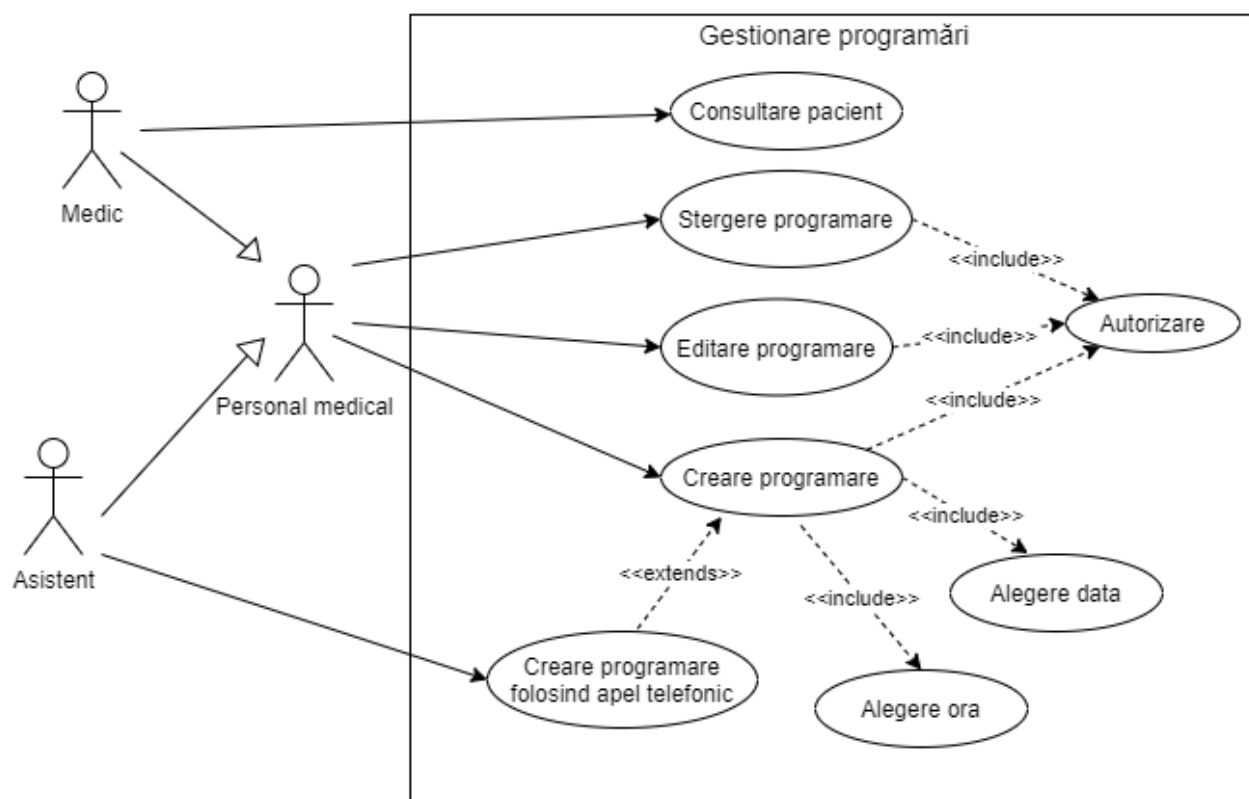 Gestionare programări
Consultare pacient
Medic
Stergere programare
<<include>>
Autorizare
Editare programare
<<include>>
Personal medical
<<include>>
Creare programare
<<include>>
Asistent
<<extends>>
Alegere data
<<include>>
Creare programare
folosind apel telefonic
Alegere ora